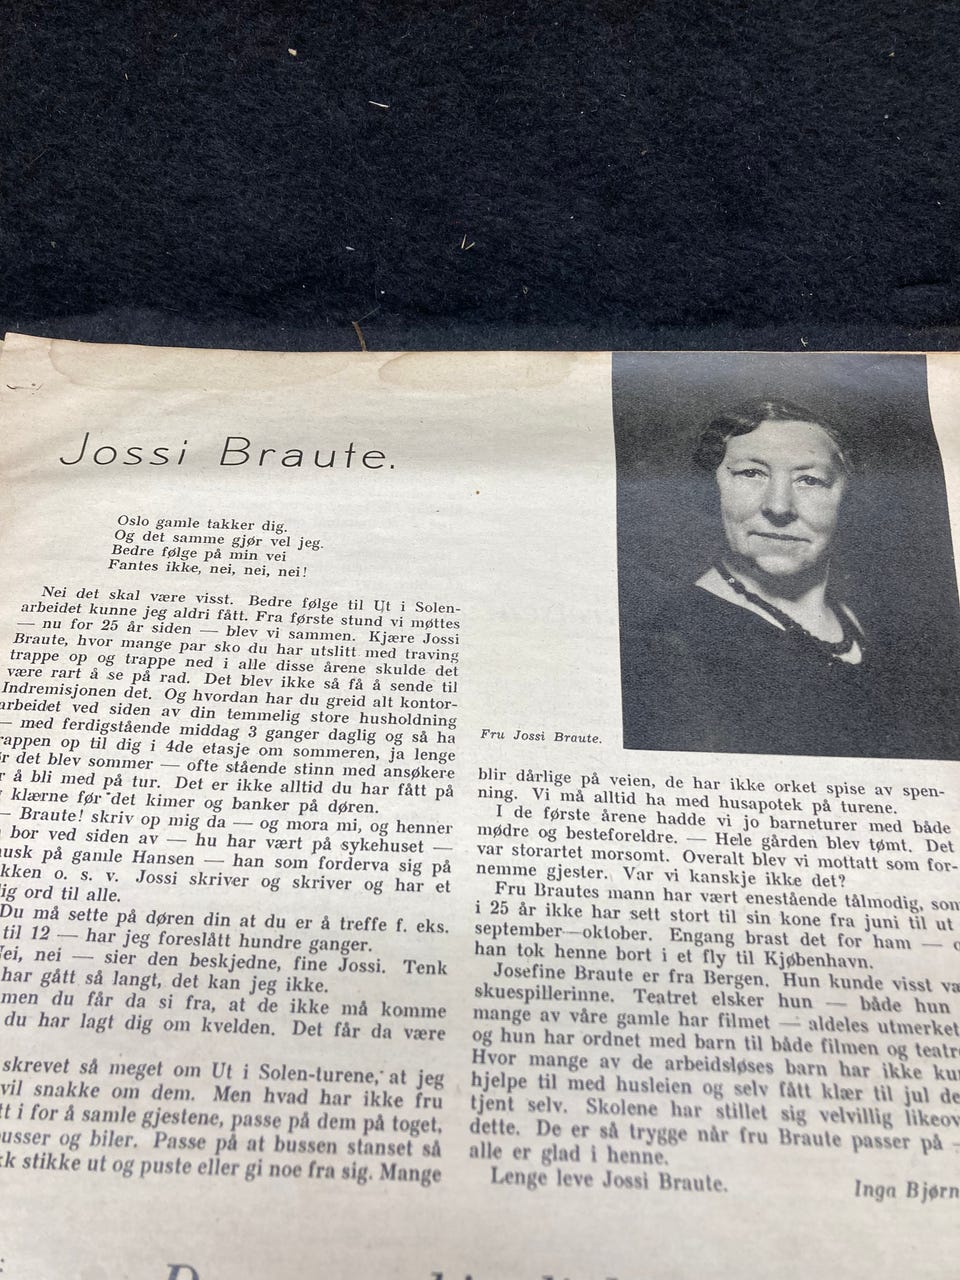 Jossi Braute.
Oslo gamle takker dig.
Og det samme gjør vel jeg.
Bedre følge på min vei
Fantes ikke, nei, nei, nei!
Nei det skal være visst. Bedre følge til Ut i Solen-
arbeidet kunne jeg aldri fått. Fra første stund vi møttes
— nu for 25 år siden — blev vi sammen. Kjære Jossi
Braute, hvor mange par sko du har utslitt med traving
trappe op og trappe ned i alle disse årene skulde det
være rart å se på rad. Det blev ikke så få å sende til
Indremisjonen det. Og hvordan har du greid alt kontor-
arbeidet ved siden av din temmelig store husholdning
— med ferdigstående middag 3 ganger daglig og så ha
rappen op til dig i 4de etasje om sommeren, ja lenge
r det blev sommer — ofte stående stinn med ansøkere
r å bli med på tur. Det er ikke alltid du har fått på
klærne før det kimer og banker på døren.
— Braute! skriv op mig da — og mora mi, og henner
bor ved siden av — hu har vært på sykehuset —
usk på gamle Hansen — han som forderva sig på
kken o. s. v. Jossi skriver og skriver og har et
lig ord til alle.
Du må sette på døren din at du er å treffe f. eks.
til 12 — har jeg foreslått hundre ganger.
ei, nei — sier den beskjedne, fine Jossi. Tenk
har gått så langt, det kan jeg ikke.
men du får da si fra, at de ikke må komme
du har lagt dig om kvelden. Det får da være
skrevet så meget om Ut i Solen-turene, at jeg
vil snakke om dem. Men hvad har ikke fru
tt i for å samle gjestene, passe på dem på toget,
usser og biler. Passe på at bussen stanset så
kk stikke ut og puste eller gi noe fra sig. Mange
Fru Jossi Braute.
blir dårlige på veien, de har ikke orket spise av spen-
ning. Vi må alltid ha med husapotek på turene.
I de første årene hadde vi jo barneturer med både
mødre og besteforeldre. — Hele gården blev tømt. Det
var storartet morsomt. Overalt blev vi mottatt som for-
nemme gjester. Var vi kanskje ikke det?
Fru Brautes mann har vært enestående tålmodig, som
i 25 år ikke har sett stort til sin kone fra juni til ut
september—oktober. Engang brast det for ham —
han tok henne bort i et fly til Kjøbenhavn.
Josefine Braute er fra Bergen. Hun kunde visst væ
skuespillerinne. Teatret elsker hun — både hun
mange av våre gamle har filmet — aldeles utmerket
og hun har ordnet med barn til både filmen og teatre
Hvor mange av de arbeidsløses barn har ikke kun
hjelpe til med husleien og selv fått klær til jul de
tjent selv. Skolene har stillet sig velvillig likeov
dette. De er så trygge når fru Braute passer på —
alle er glad i henne.
Lenge leve Jossi Braute.
Inga Bjørn